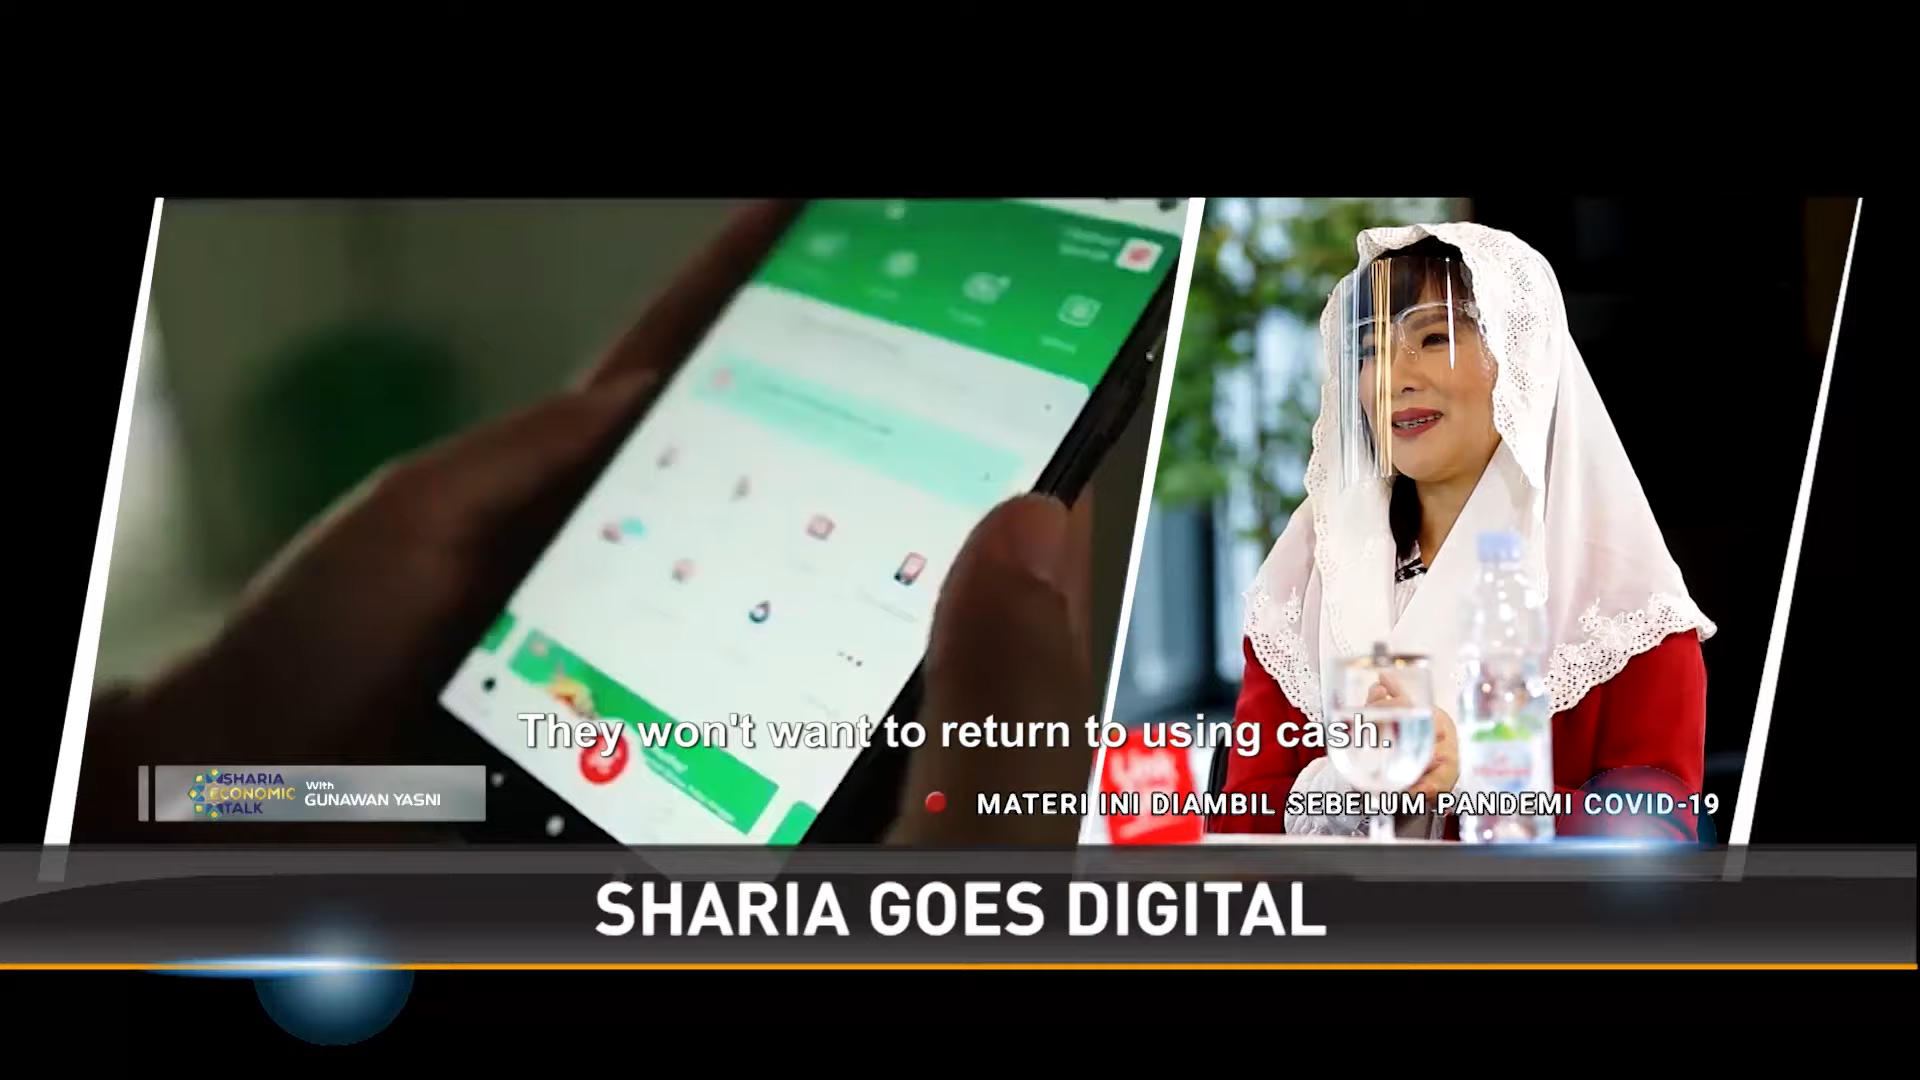 They won't want to return to using cash.
SHARIA
ECONOMIC
TALK
With
GUNAWAN YASNI
MATERI INI DIAMBIL SEBELUM PANDEMI COVID-19
SHARIA GOES DIGITAL